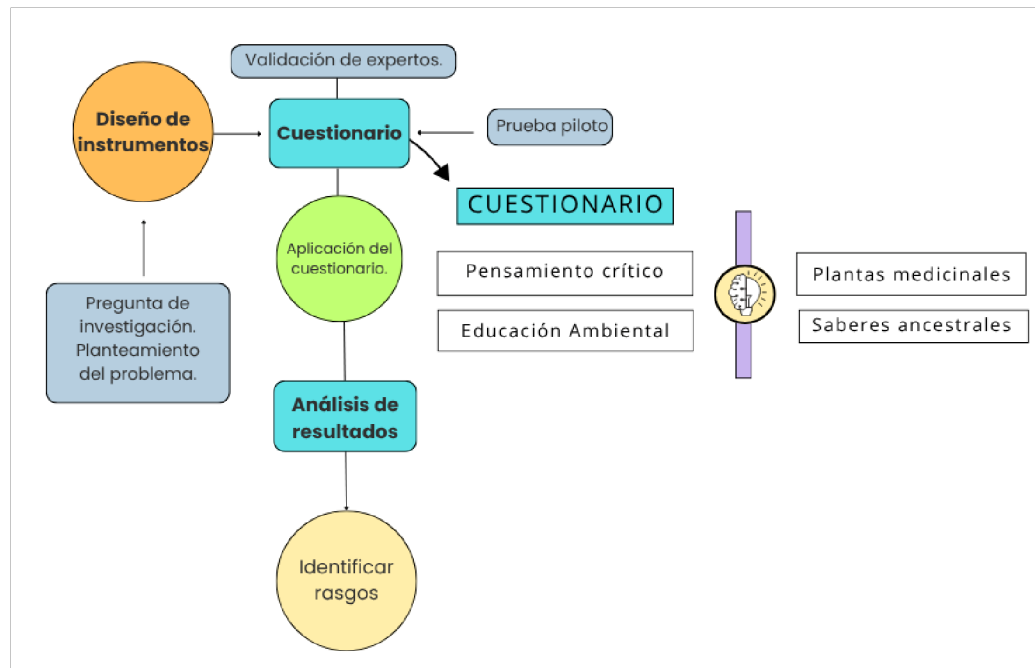 Validación de expertos.
Diseño de
instrumentos
Cuestionario
Prueba piloto
CUESTIONARIO
Aplicación del
cuestionario.
Pensamiento crítico
Plantas medicinales
Educación Ambiental
Saberes ancestrales
Pregunta de
investigación.
Planteamiento
del problema.
Análisis de
resultados
Identificar
rasgos